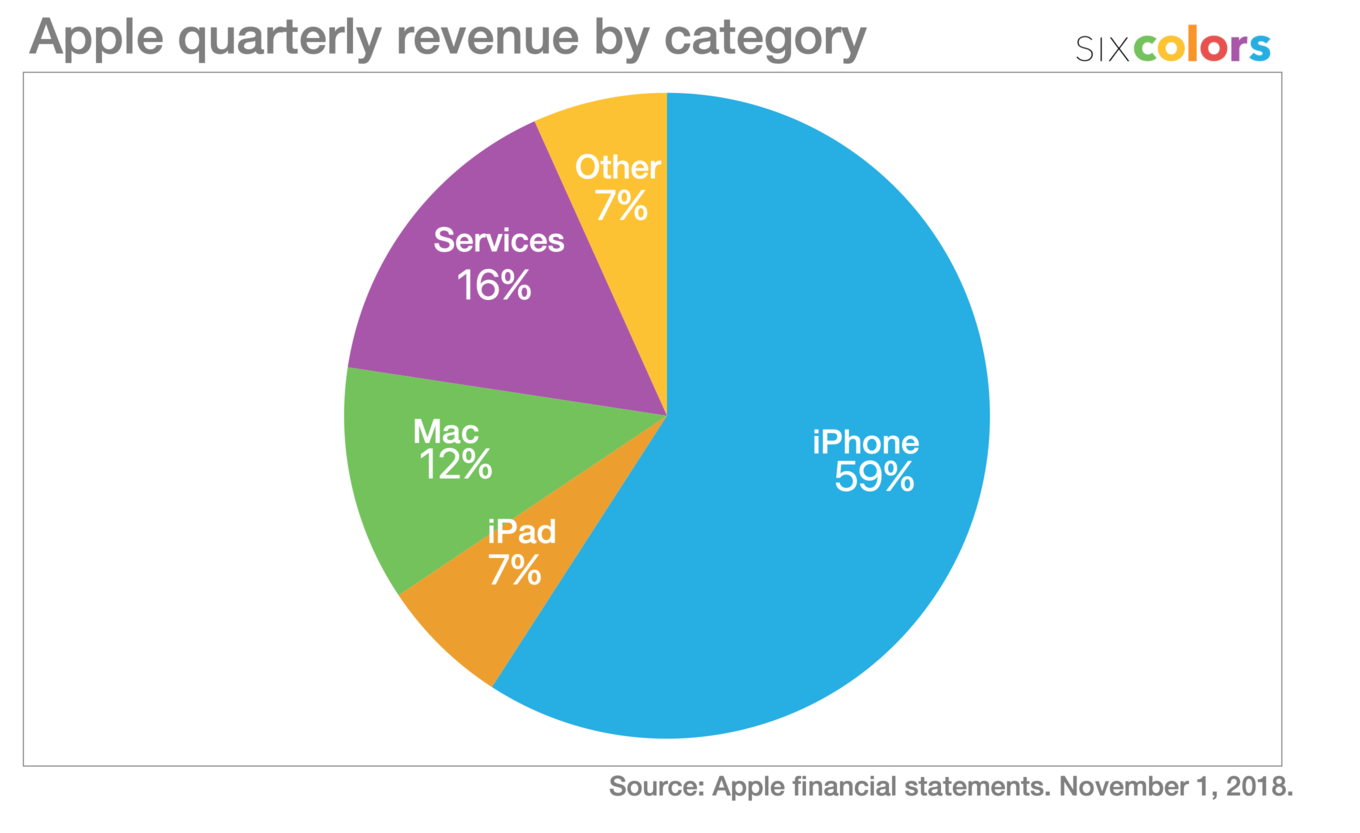 Apple quarterly revenue by category
SIXcolors
Other
7%
Services
16%
Mac
12%
iPhone
59%
iPad
7%
Source: Apple financial statements. November 1, 2018.